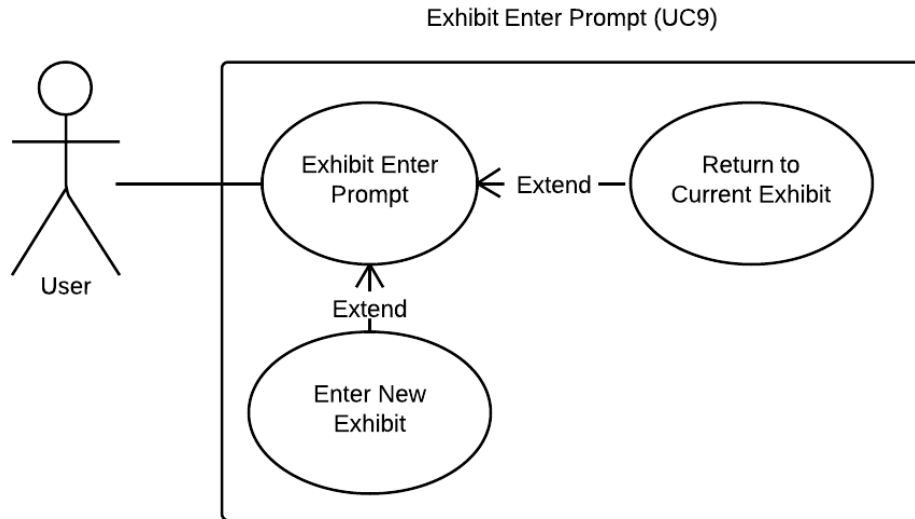 Exhibit Enter Prompt (UC9)
Exhibit Enter
Prompt
Extend
Return to
Current Exhibit
User
Extend
Enter New
Exhibit